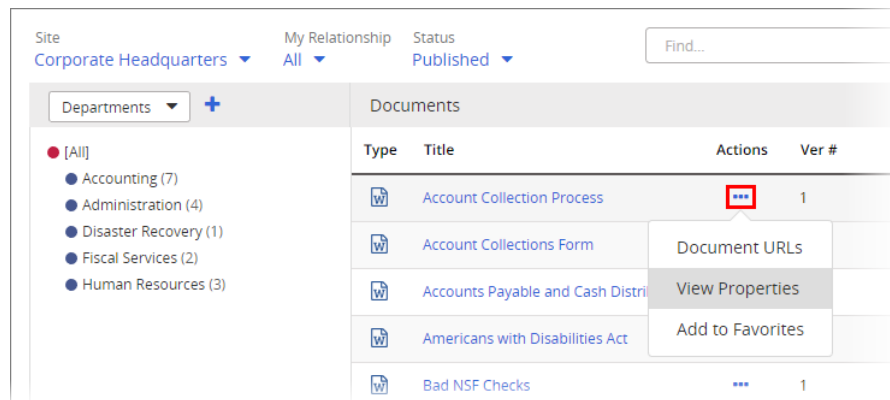 Site My Relationship Status
Corporate Headquarters All Published Find...
Departments Documents
[All] Type Title Actions Ver #
Accounting (7)
Administration (4)
Disaster Recovery (1)
Fiscal Services (2)
Human Resources (3)
Account Collection Process 1
Account Collections Form
Accounts Payable and Cash Distri
Americans with Disabilities Act
Bad NSF Checks 1
Document URLs
View Properties
Add to Favorites